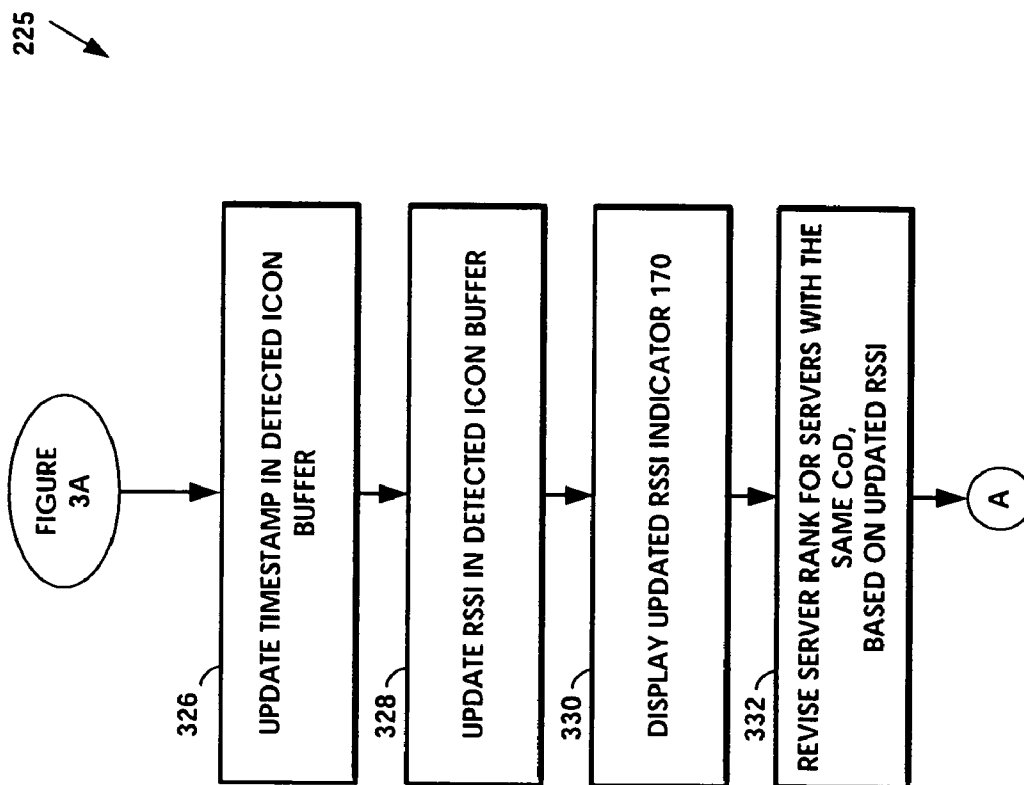 225
FIGURE
3A
326
UPDATE TIMESTAMP IN DETECTED ICON
BUFFER
328
UPDATE RSSI IN DETECTED ICON BUFFER
330
DISPLAY UPDATED RSSI INDICATOR 170
332
REVISE SERVER RANK FOR SERVERS WITH THE
SAME CoD,
BASED ON UPDATED RSSI
A